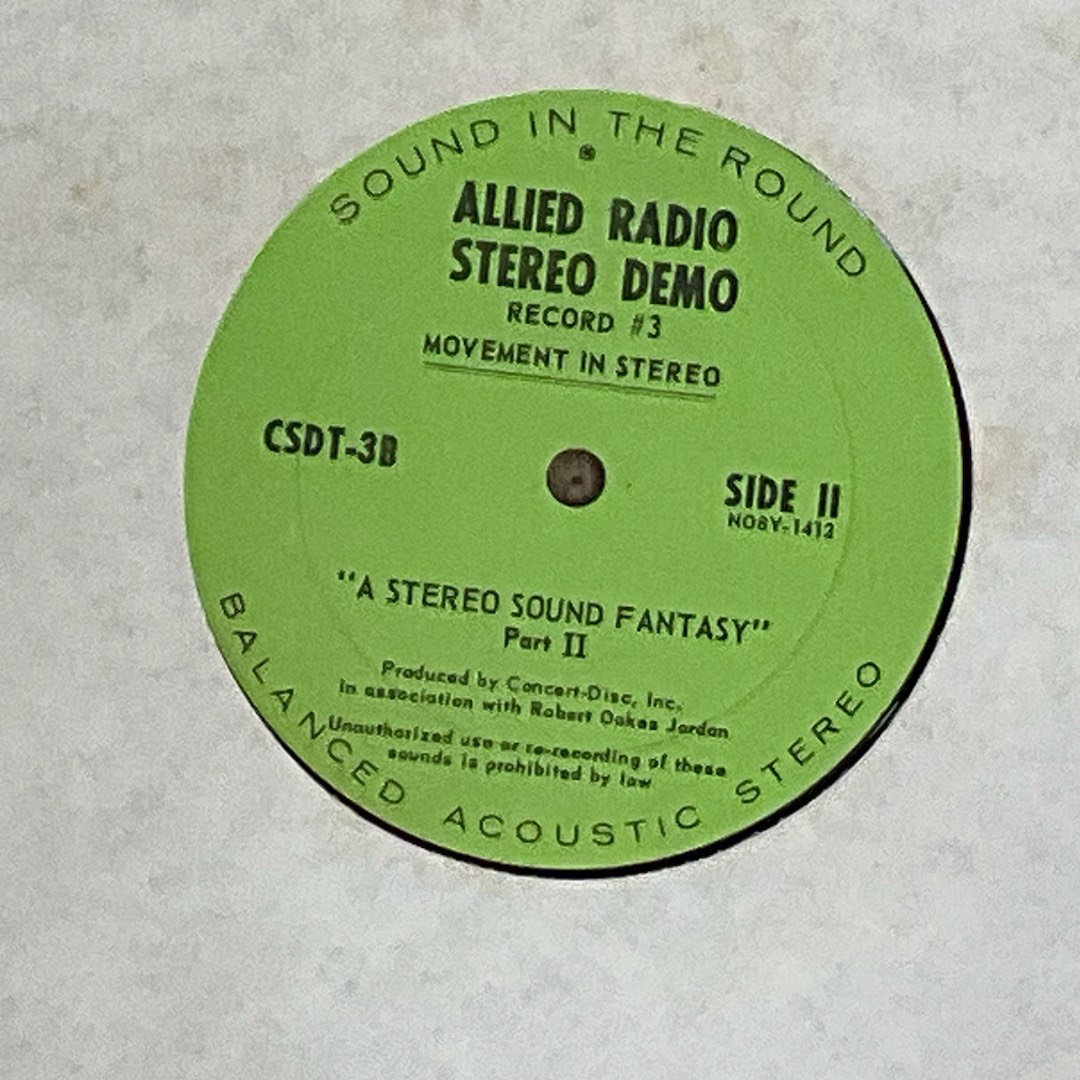 SOUND IN THE ROUND
ALLIED RADIO
STEREO DEMO
RECORD #3
MOVEMENT IN STEREO
CSDT-3B
SIDE II
NO8Y-1412
"A STEREO SOUND FANTASY"
Part II
Produced by Concert-Disc, Inc.
in association with Robert Oakes Jordan
Unauthorized use or re-recording of these
sounds is prohibited by law
BALANCED ACOUSTIC STEREO